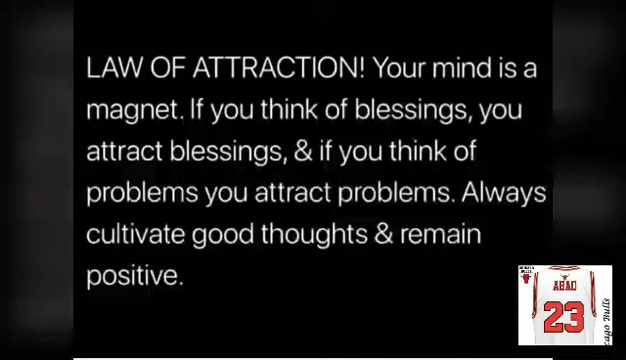 LAW OF ATTRACTION! Your mind is a
magnet. If you think of blessings, you
attract blessings, & if you think of
problems you attract problems. Always
cultivate good thoughts & remain
positive.
ABAD
23